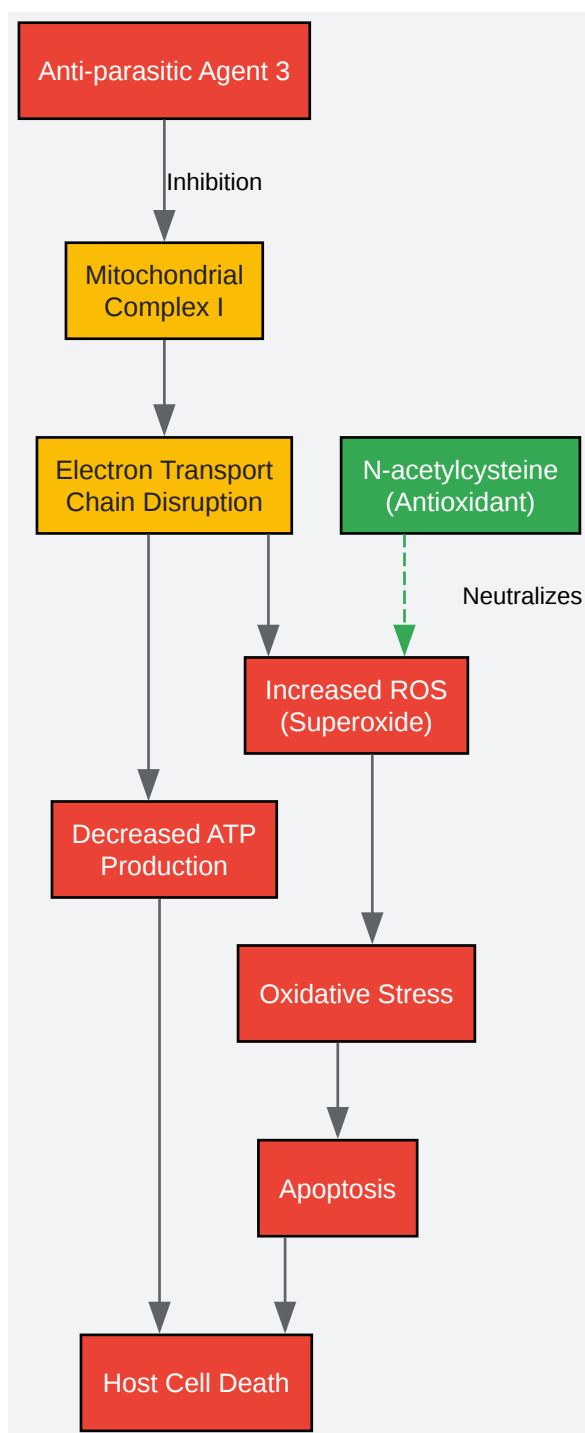 Anti-parasitic Agent 3
Inhibition
Mitochondrial
Complex I
Electron Transport
Chain Disruption
N-acetylcysteine
(Antioxidant)
Neutralizes
Increased ROS
(Superoxide)
Decreased ATP
Production
Oxidative Stress
Apoptosis
Host Cell Death